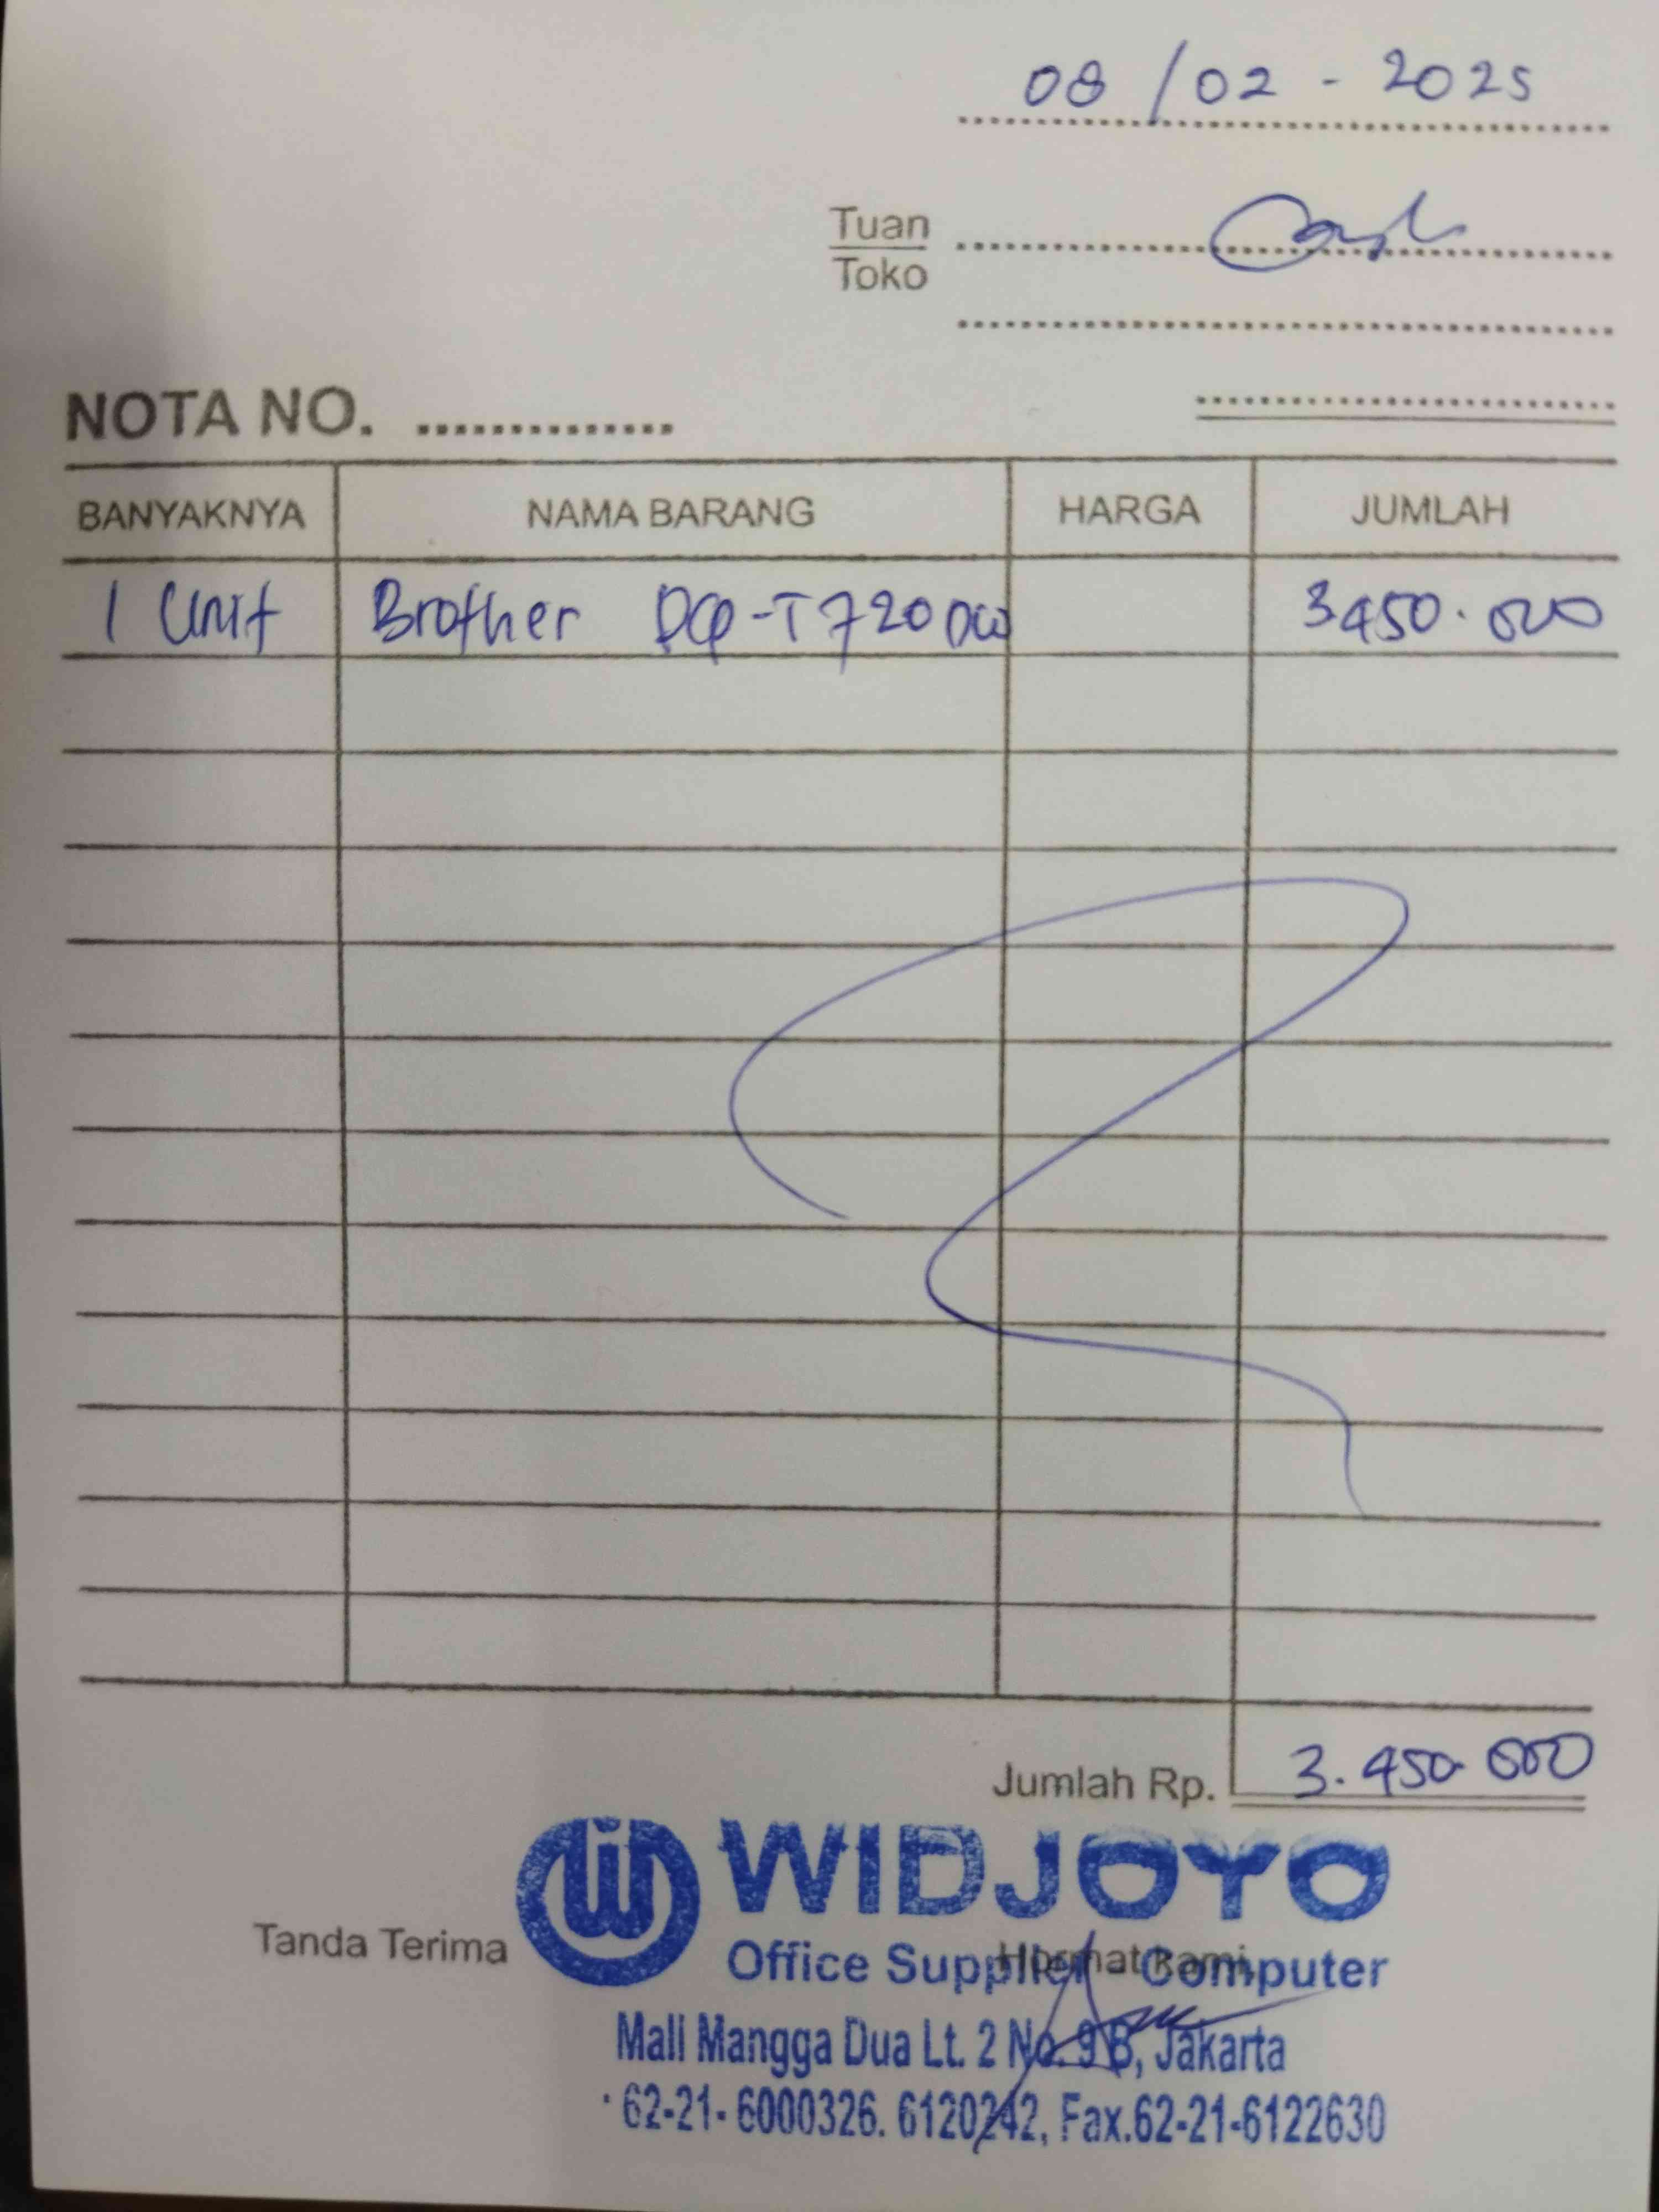 08/02-2025
Tuan Cash
Toko
NOTA NO. ..............
BANYAKNYA NAMA BARANG HARGA JUMLAH
1 Unit Brother DCP-T720DW 3450.000
Jumlah Rp. 3.450.000
WIDJOYO
Tanda Terima Hormat kami,
Office Supplier - Computer
Mall Mangga Dua Lt. 2 No. 9 B, Jakarta
62-21-6000326. 6120242, Fax.62-21-6122630